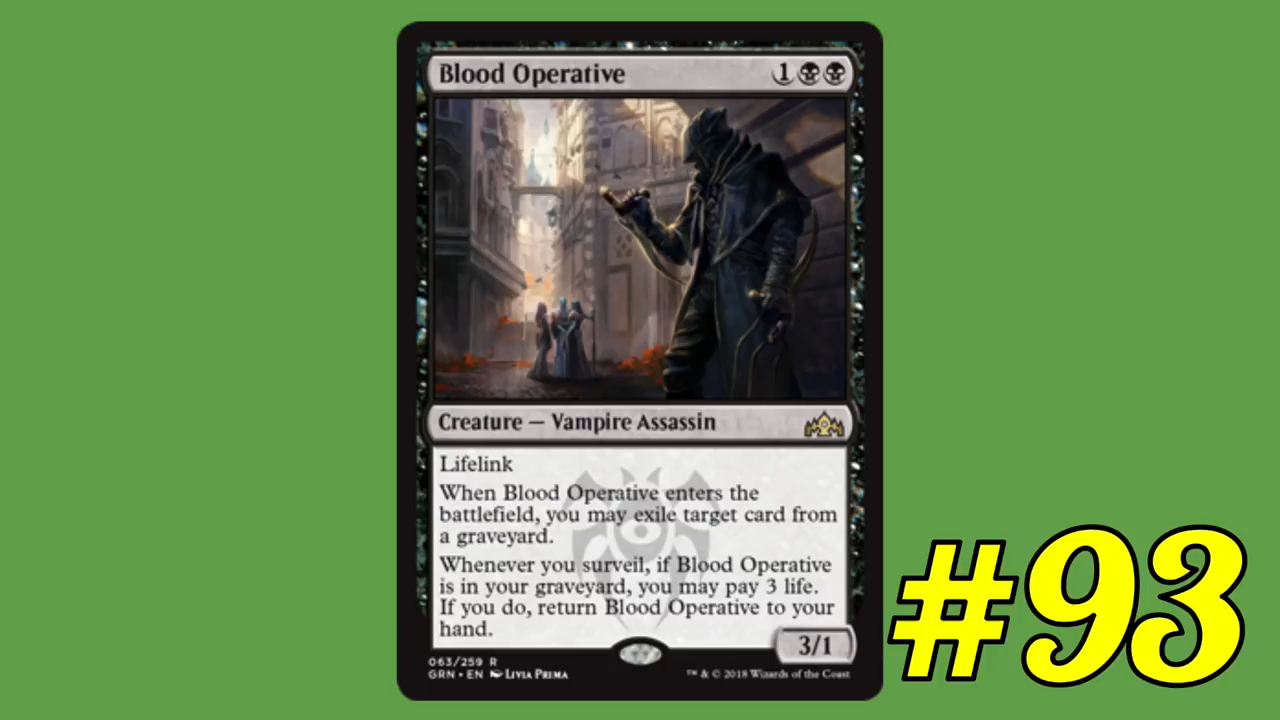 Blood Operative 1
Creature — Vampire Assassin
Lifelink
When Blood Operative enters the
battlefield, you may exile target card from
a graveyard.
Whenever you surveil, if Blood Operative
is in your graveyard, you may pay 3 life.
If you do, return Blood Operative to your
hand.
3/1
063/259 R
GRN • EN LIVIA PRIMA
™ & © 2018 Wizards of the Coast
#93